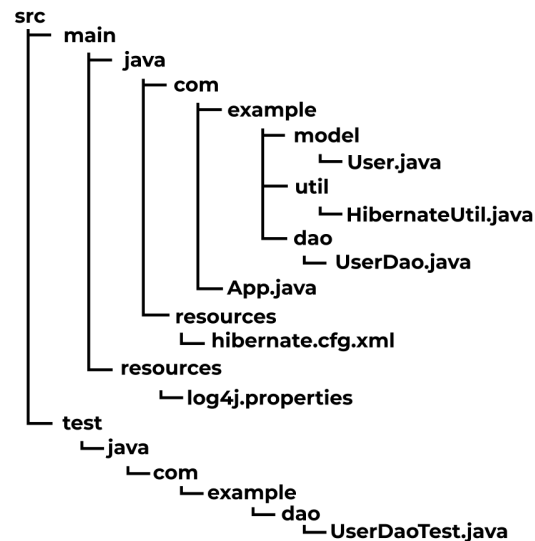 src
main
java
com
example
model
User.java
util
HibernateUtil.java
dao
UserDao.java
App.java
resources
hibernate.cfg.xml
resources
log4j.properties
test
java
com
example
dao
UserDaoTest.java